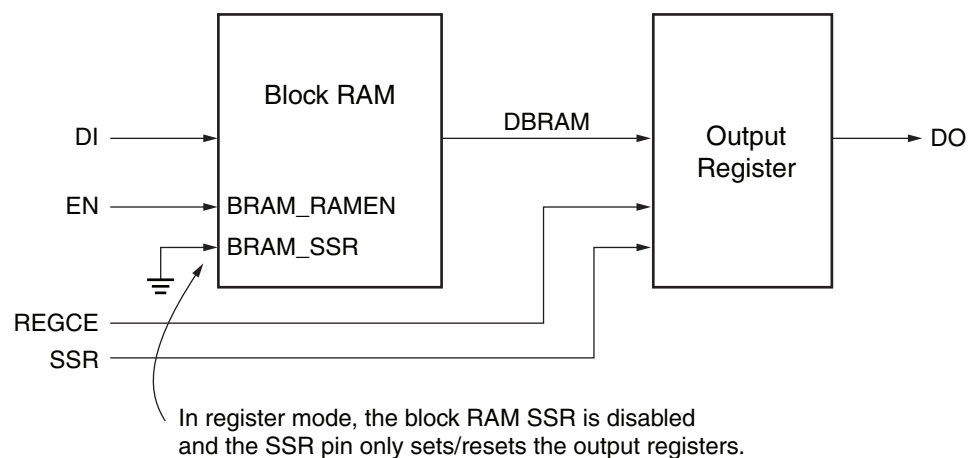 Block RAM
DI
DBRAM
Output
Register
DO
EN
BRAM_RAMEN
BRAM_SSR
REGCE
SSR
In register mode, the block RAM SSR is disabled
and the SSR pin only sets/resets the output registers.